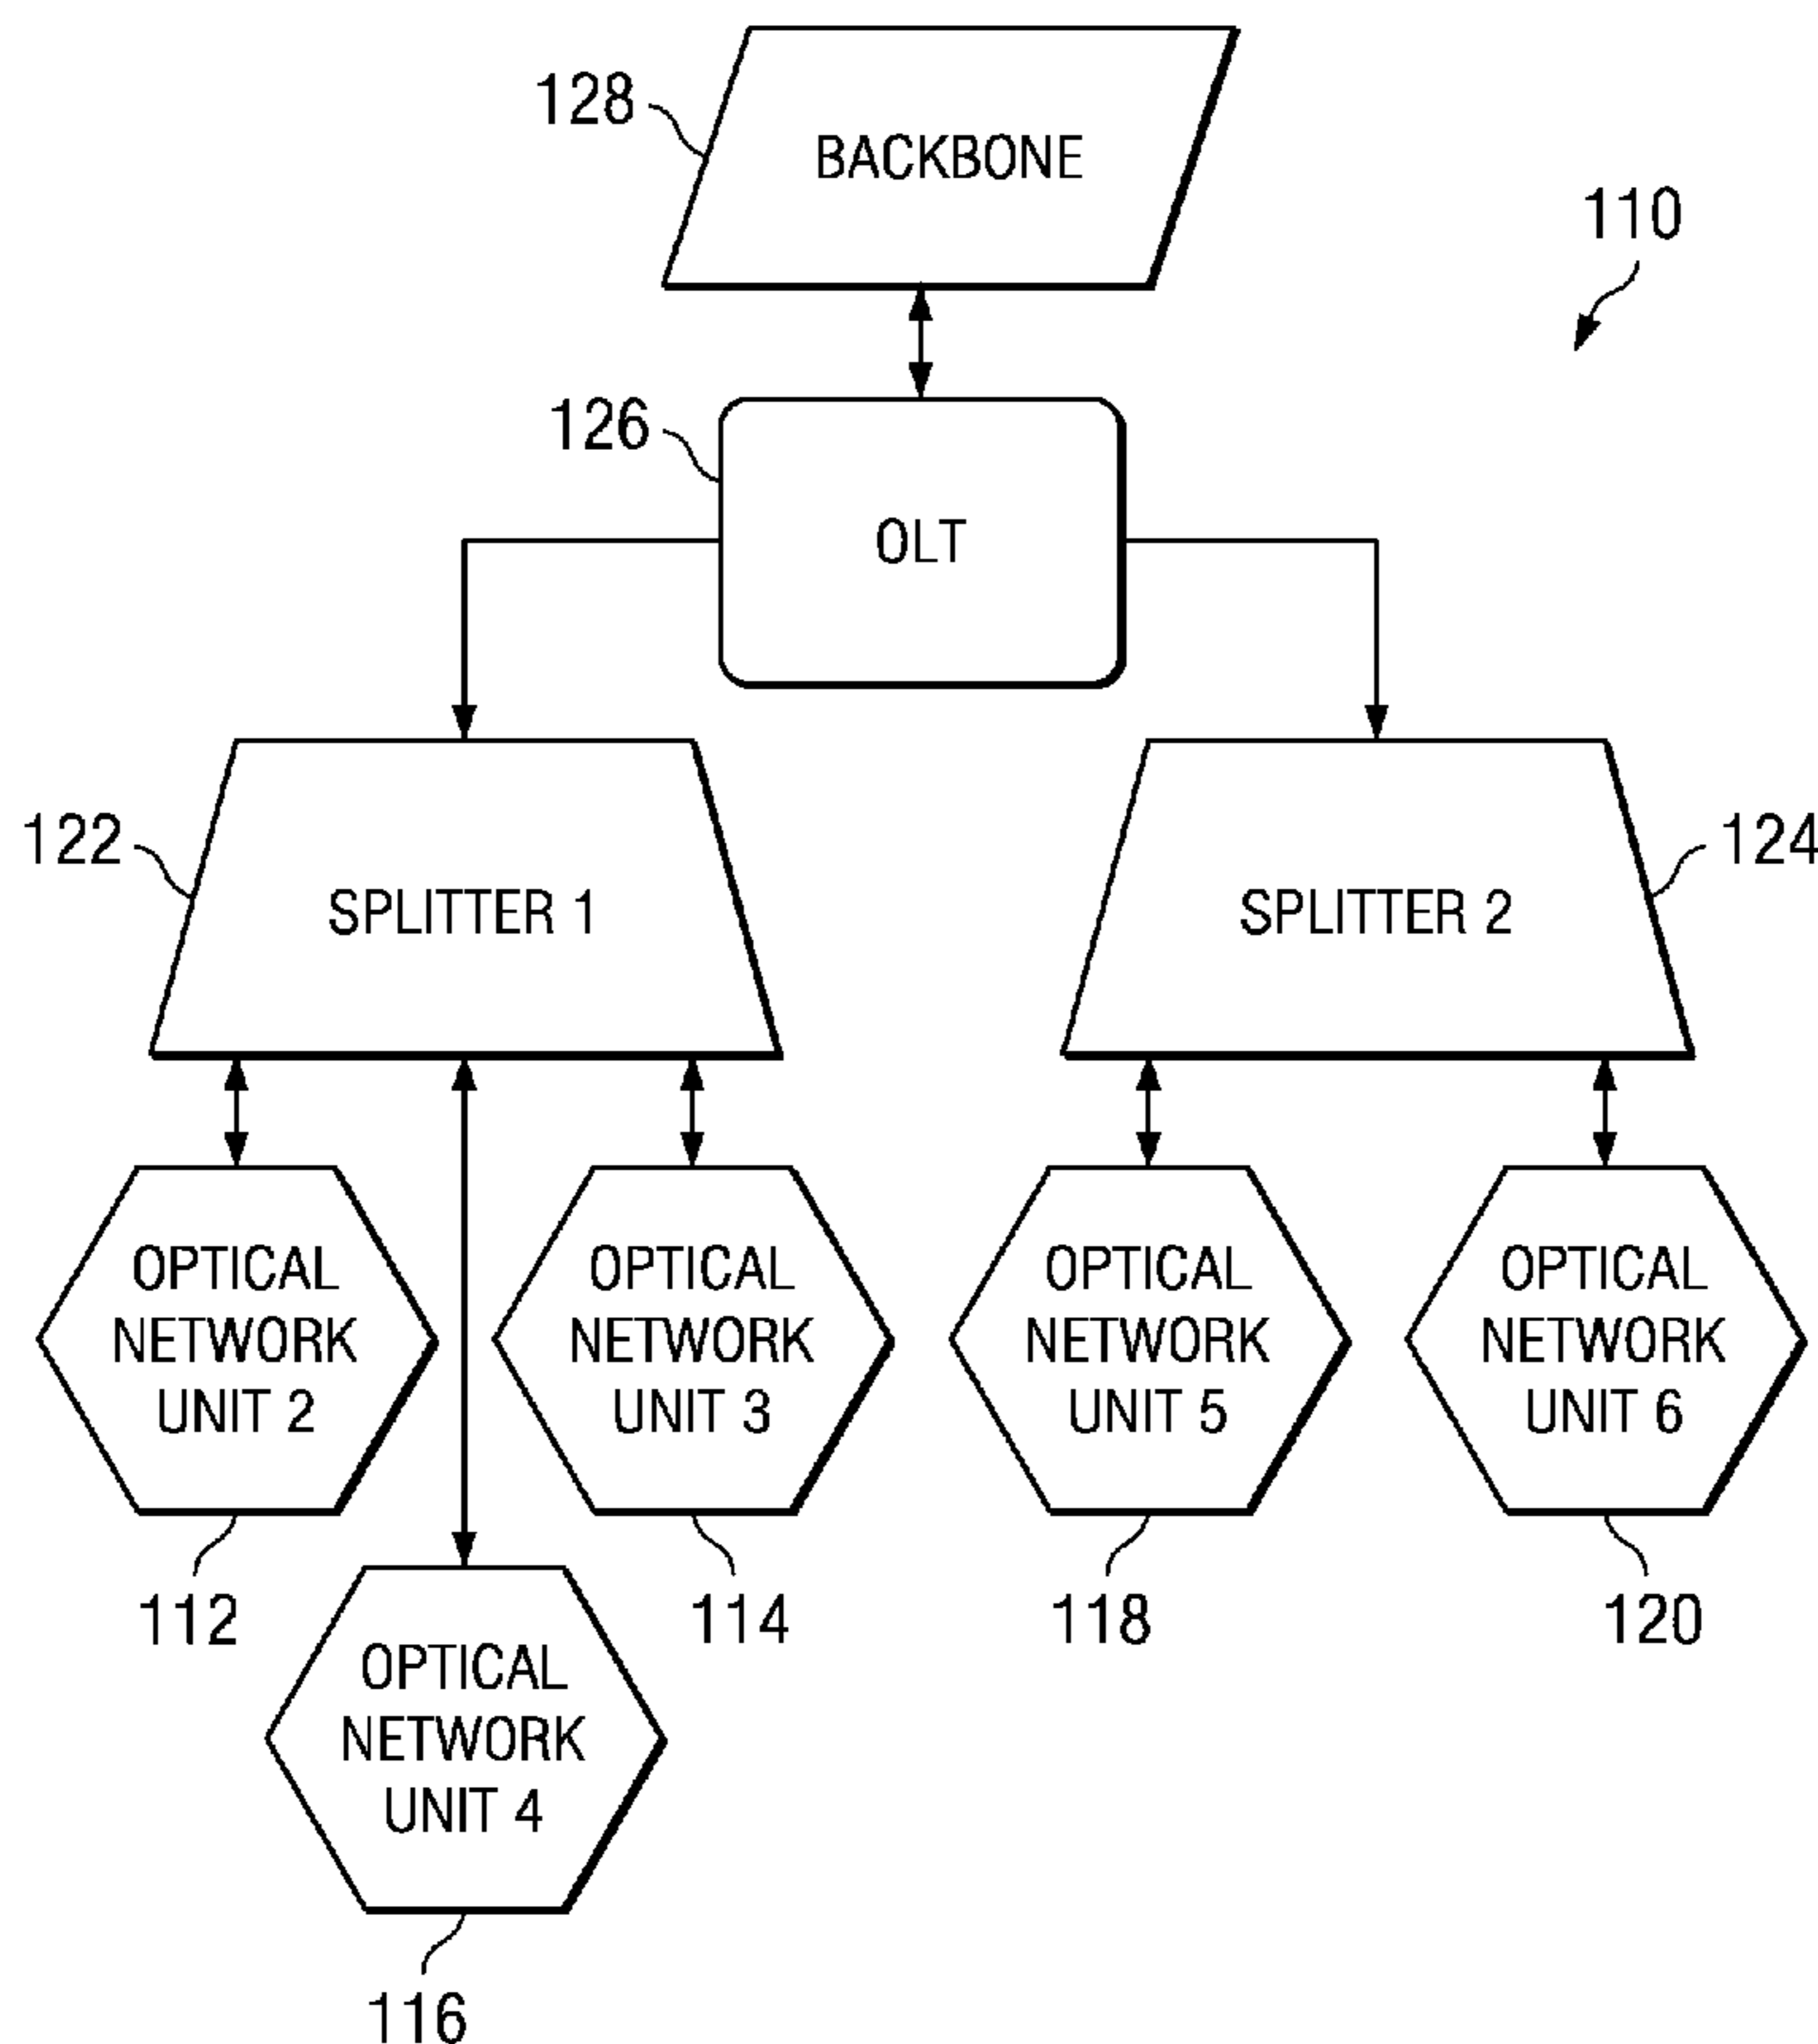 128
BACKBONE
110
126
OLT
122
SPLITTER 1
SPLITTER 2
124
OPTICAL
NETWORK
UNIT 2
OPTICAL
NETWORK
UNIT 3
OPTICAL
NETWORK
UNIT 5
OPTICAL
NETWORK
UNIT 6
112
114
118
120
OPTICAL
NETWORK
UNIT 4
116